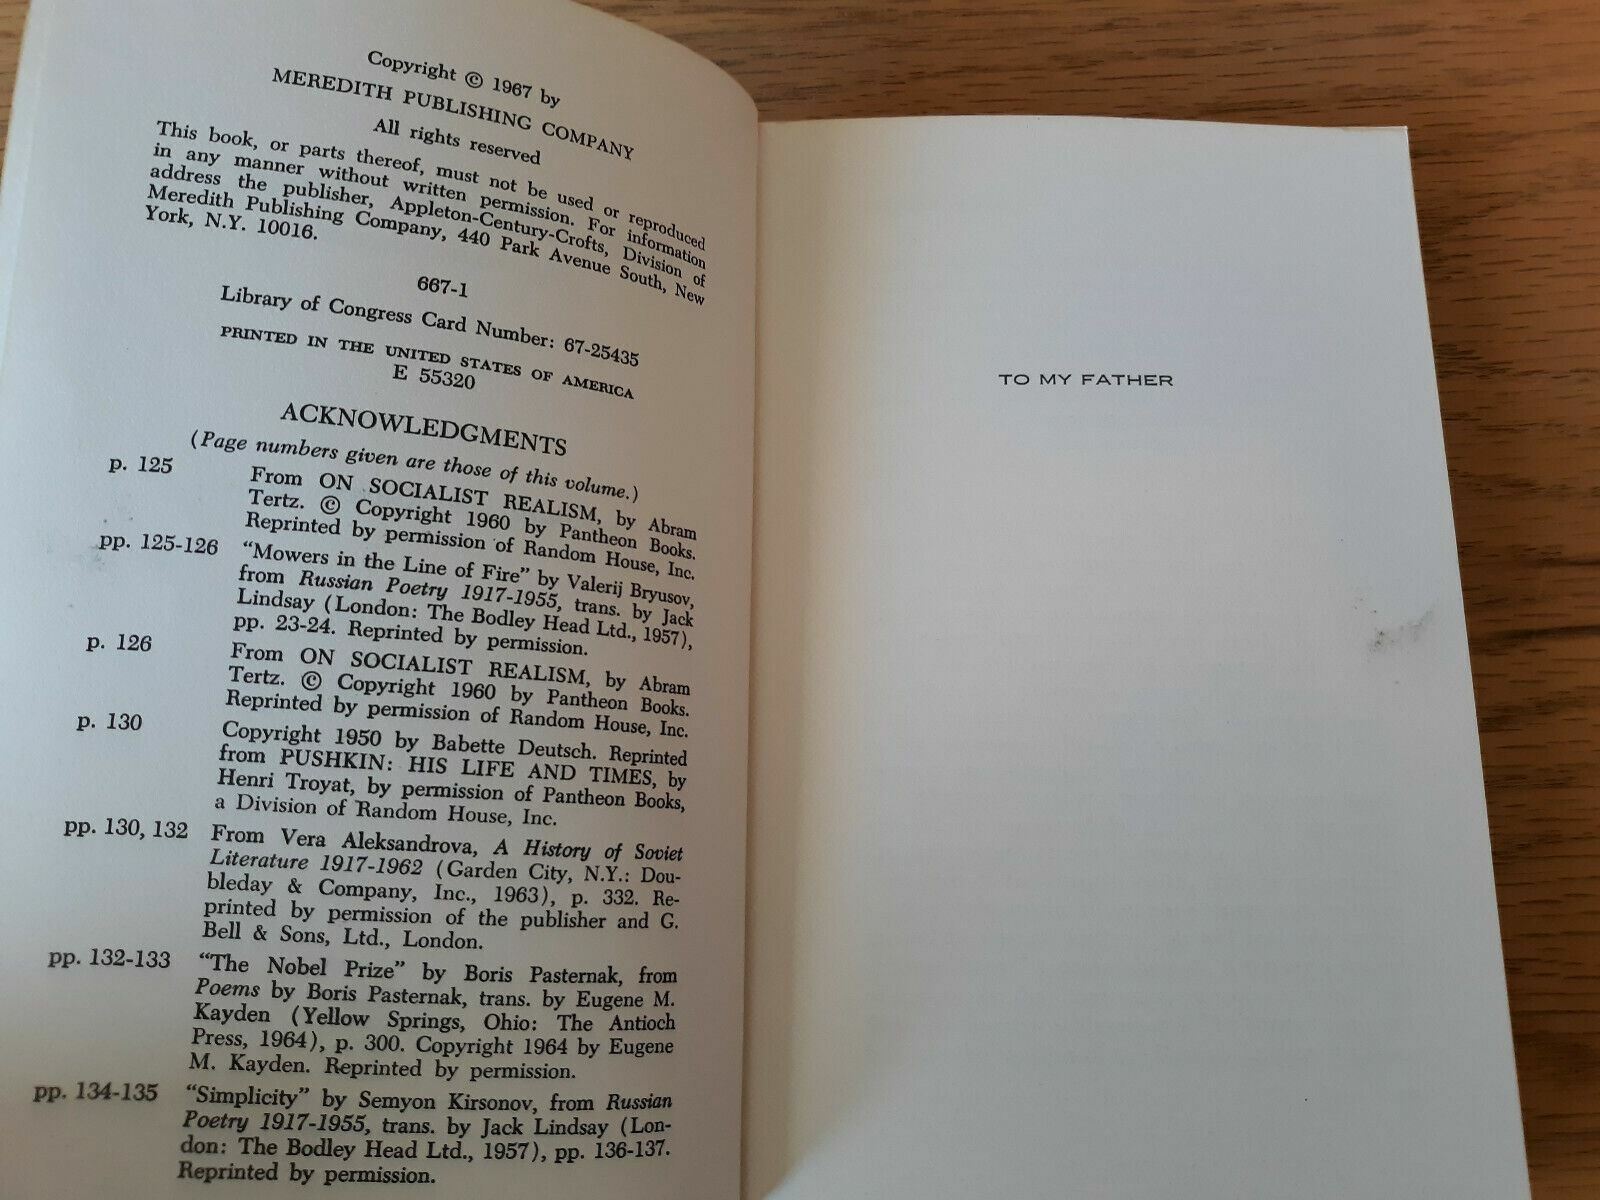 Copyright © 1967 by
MEREDITH PUBLISHING COMPANY
All rights reserved
This book, or parts thereof, must not be used or reproduced
in any manner without written permission. For information
address the publisher, Appleton-Century-Crofts, Division of
Meredith Publishing Company, 440 Park Avenue South, New
York, N.Y. 10016.
667-1
Library of Congress Card Number: 67-25435
PRINTED IN THE UNITED STATES OF AMERICA
E 55320
ACKNOWLEDGMENTS
(Page numbers given are those of this volume.)
p. 125 From ON SOCIALIST REALISM, by Abram
Tertz. © Copyright 1960 by Pantheon Books.
Reprinted by permission of Random House, Inc.
pp. 125-126 “Mowers in the Line of Fire” by Valerij Bryusov,
from Russian Poetry 1917-1955, trans. by Jack
Lindsay (London: The Bodley Head Ltd., 1957),
pp. 23-24. Reprinted by permission.
p. 126 From ON SOCIALIST REALISM, by Abram
Tertz. © Copyright 1960 by Pantheon Books.
Reprinted by permission of Random House, Inc.
p. 130 Copyright 1950 by Babette Deutsch. Reprinted
from PUSHKIN: HIS LIFE AND TIMES, by
Henri Troyat, by permission of Pantheon Books,
a Division of Random House, Inc.
pp. 130, 132 From Vera Aleksandrova, A History of Soviet
Literature 1917-1962 (Garden City, N.Y.: Dou-
bleday & Company, Inc., 1963), p. 332. Re-
printed by permission of the publisher and G.
Bell & Sons, Ltd., London.
pp. 132-133 “The Nobel Prize” by Boris Pasternak, from
Poems by Boris Pasternak, trans. by Eugene M.
Kayden (Yellow Springs, Ohio: The Antioch
Press, 1964), p. 300. Copyright 1964 by Eugene
M. Kayden. Reprinted by permission.
pp. 134-135 “Simplicity” by Semyon Kirsonov, from Russian
Poetry 1917-1955, trans. by Jack Lindsay (Lon-
don: The Bodley Head Ltd., 1957), pp. 136-137.
Reprinted by permission.
TO MY FATHER